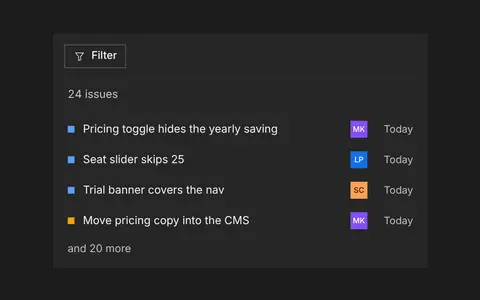 Filter
24 issues
Pricing toggle hides the yearly saving MK Today
Seat slider skips 25 LP Today
Trial banner covers the nav SC Today
Move pricing copy into the CMS MK Today
and 20 more